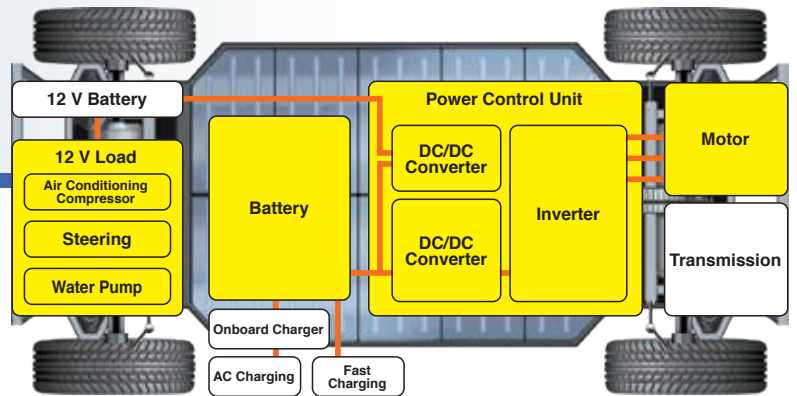 12 V Battery
12 V Load
Air Conditioning
Compressor
Steering
Water Pump
Battery
Onboard Charger
AC Charging
Fast
Charging
Power Control Unit
DC/DC
Converter
DC/DC
Converter
Inverter
Motor
Transmission